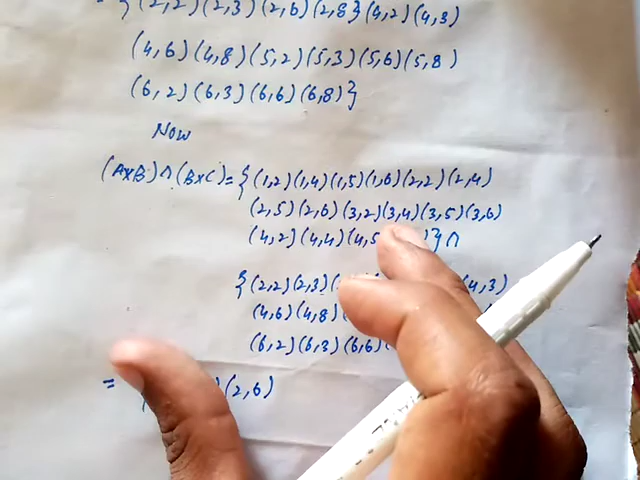 = { (2,2) (2,3) (2,6) (2,8} (4,2) (4,3)
(4,6) (4,8) (5,2) (5,3) (5,6) (5,8)
(6,2) (6,3) (6,6) (6,8) }
Now
(A×B) ∩ (B×C) = { (1,2) (1,4) (1,5) (1,6) (2,2) (2,4)
(2,5) (2,6) (3,2) (3,4) (3,5) (3,6)
(4,2) (4,4) (4,5 ) } ∩
{ (2,2) (2,3) 4,3)
(4,6) (4,8)
(6,2) (6,3) (6,6)
= (2,6)